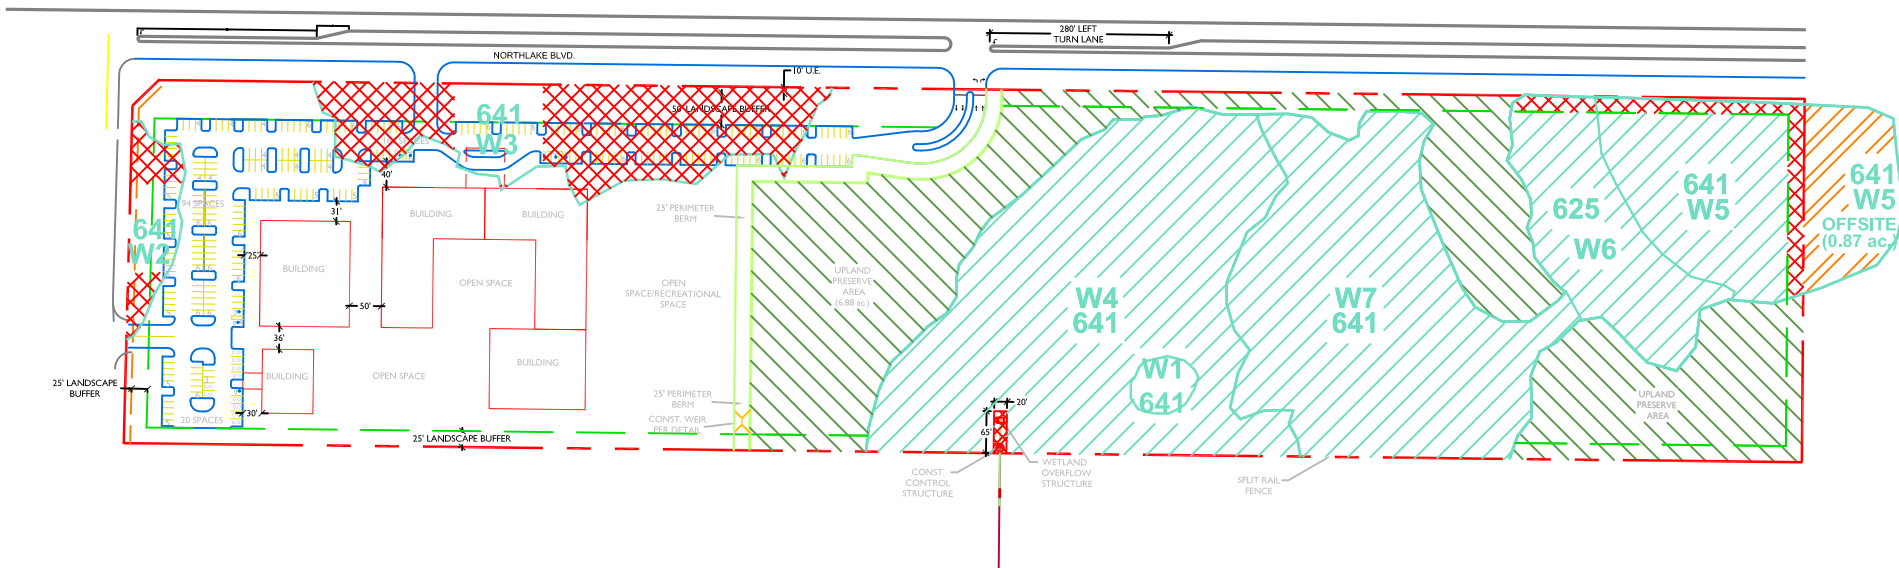 280' LEFT
TURN LANE
NORTHLAKE BLVD.
10' U.E.
50' LANDSCAPE BUFFER
641
W3
641
W5
641
W5
OFFSITE
(0.87 ac.)
625
W6
40'
31'
94 SPACES
641
W2
BUILDING
BUILDING
25' PERIMETER
BERM
25'
BUILDING
OPEN SPACE
OPEN
SPACE/RECREATIONAL
SPACE
UPLAND
PRESERVE
AREA
(6.88 ac.)
W4
641
W7
641
50'
36'
BUILDING
BUILDING
OPEN SPACE
W1
641
25' LANDSCAPE
BUFFER
25' PERIMETER
BERM
CONST. WEIR
PER DETAIL
20'
65'
UPLAND
PRESERVE
AREA
30'
20 SPACES
25' LANDSCAPE BUFFER
CONST.
CONTROL
STRUCTURE
WETLAND
OVERFLOW
STRUCTURE
SPLIT RAIL
FENCE